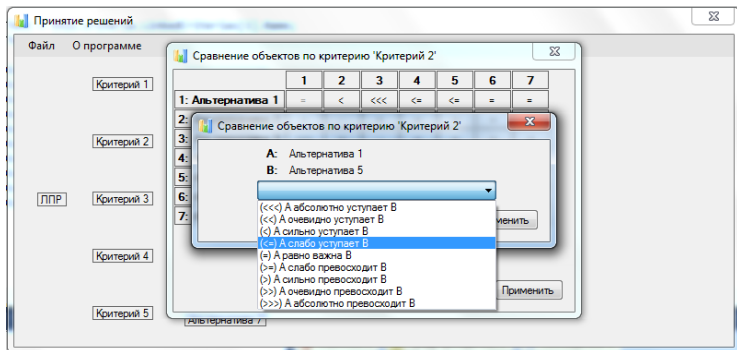 Принятие решений
Файл О программе
Критерий 1
Критерий 2
ЛПР
Критерий 3
Критерий 4
Критерий 5
Альтернатива 7
Сравнение объектов по критерию 'Критерий 2'
1 2 3 4 5 6 7
1: Альтернатива 1 = < <<< <= <= = =
2:
3:
4:
5:
6:
7:
Применить
Сравнение объектов по критерию 'Критерий 2'
A: Альтернатива 1
B: Альтернатива 5
(<<<) А абсолютно уступает В
(<<) А очевидно уступает В
(<) А сильно уступает В
(<=) А слабо уступает В
(=) А равно важна В
(>=) А слабо превосходит В
(>) А сильно превосходит В
(>>) А очевидно превосходит В
(>>>) А абсолютно превосходит В
менить